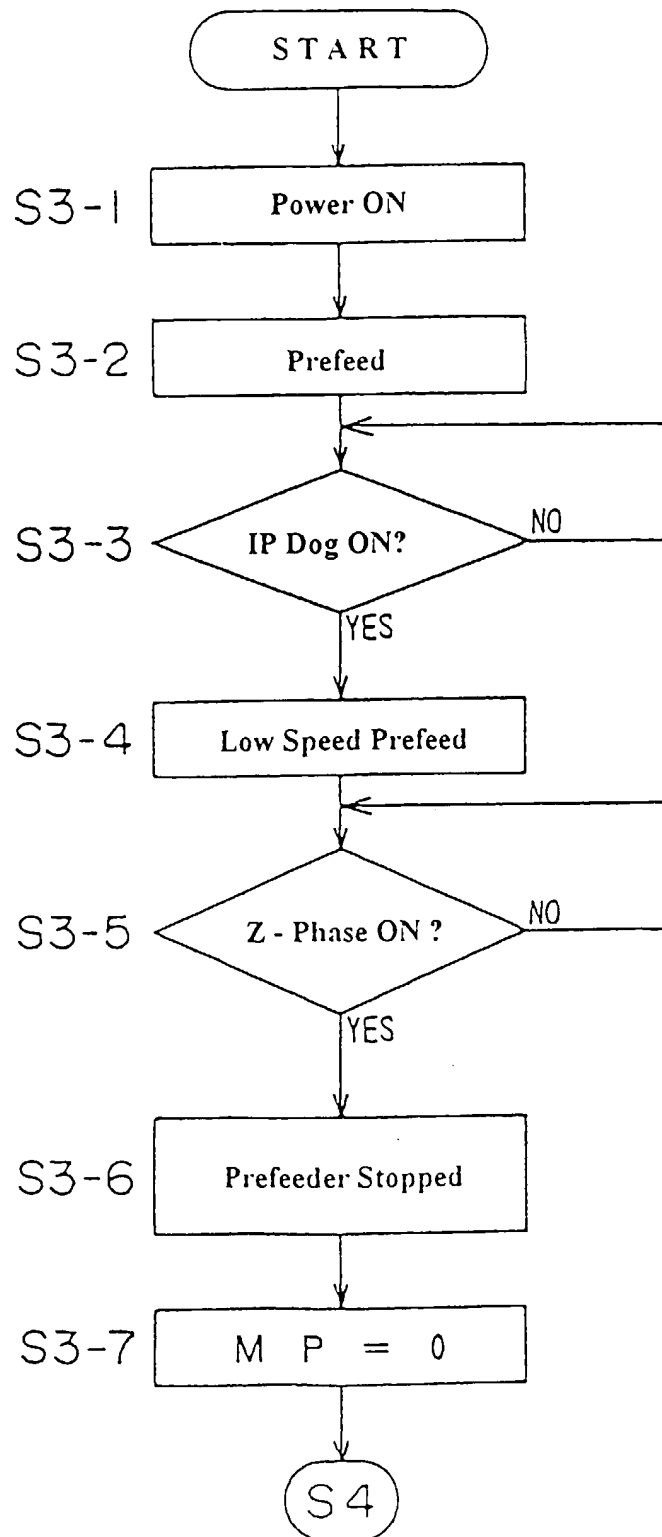 START
S3-1 Power ON
S3-2 Prefeed
S3-3 IP Dog ON? NO
YES
S3-4 Low Speed Prefeed
S3-5 Z - Phase ON ? NO
YES
S3-6 Prefeeder Stopped
S3-7 M P = 0
S4